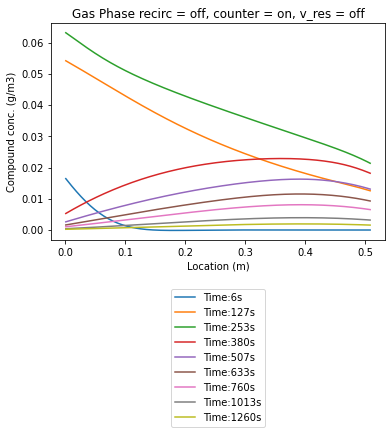 Gas Phase recirc = off, counter = on, v_res = off
Compound conc. (g/m3)
0.06
0.05
0.04
0.03
0.02
0.01
0.00
0.0 0.1 0.2 0.3 0.4 0.5
Location (m)
Time:6s
Time:127s
Time:253s
Time:380s
Time:507s
Time:633s
Time:760s
Time:1013s
Time:1260s